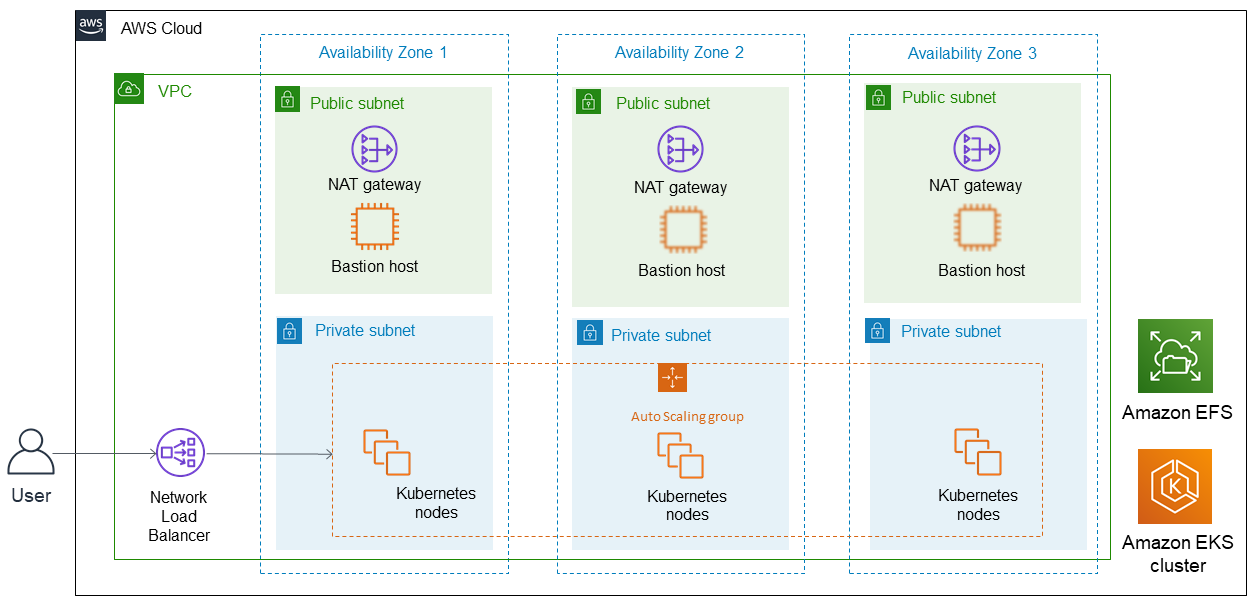 aws
AWS Cloud
Availability Zone 1
Availability Zone 2
Availability Zone 3
VPC
Public subnet
Public subnet
Public subnet
NAT gateway
NAT gateway
NAT gateway
Bastion host
Bastion host
Bastion host
Private subnet
Private subnet
Private subnet
Auto Scaling group
Amazon EFS
User
Network
Load
Balancer
Kubernetes
nodes
Kubernetes
nodes
Kubernetes
nodes
K
Amazon EKS
cluster